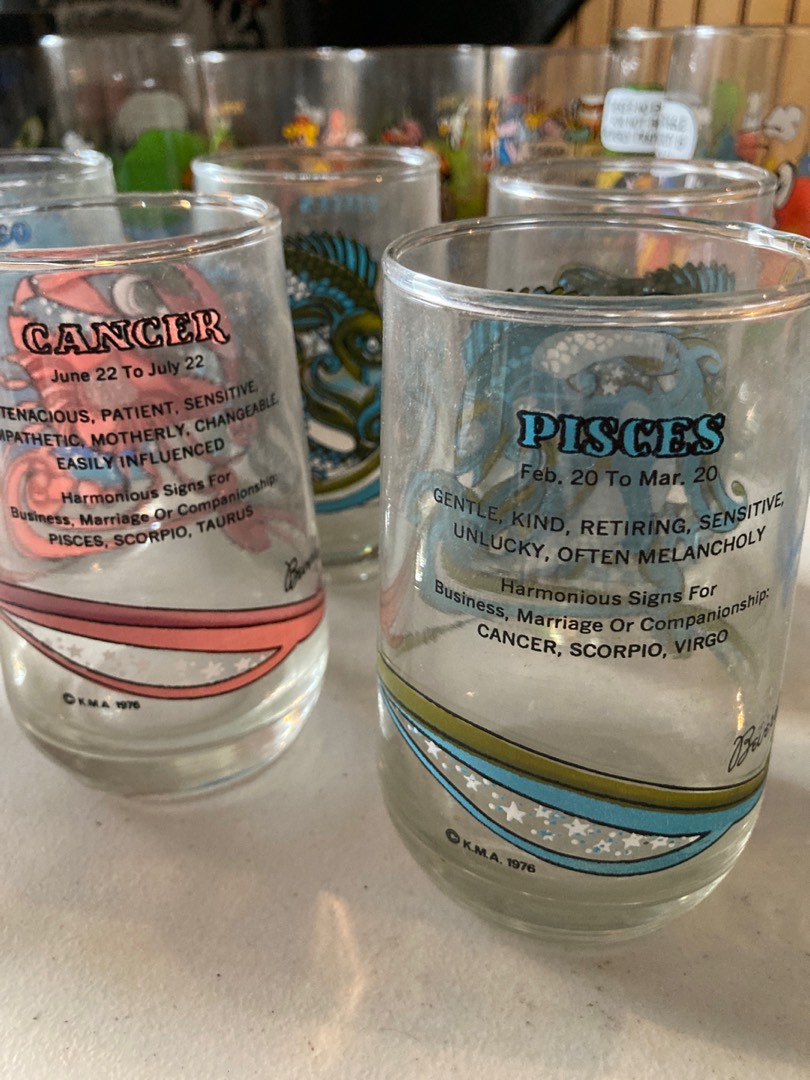 CANCER
June 22 To July 22
TENACIOUS, PATIENT, SENSITIVE,
MPATHETIC, MOTHERLY, CHANGEABLE,
EASILY INFLUENCED
Harmonious Signs For
Business, Marriage Or Companionship:
PISCES, SCORPIO, TAURUS
© K.M.A. 1976
PISCES
Feb. 20 To Mar. 20
GENTLE, KIND, RETIRING, SENSITIVE,
UNLUCKY, OFTEN MELANCHOLY
Harmonious Signs For
Business, Marriage Or Companionship:
CANCER, SCORPIO, VIRGO
© K.M.A. 1976